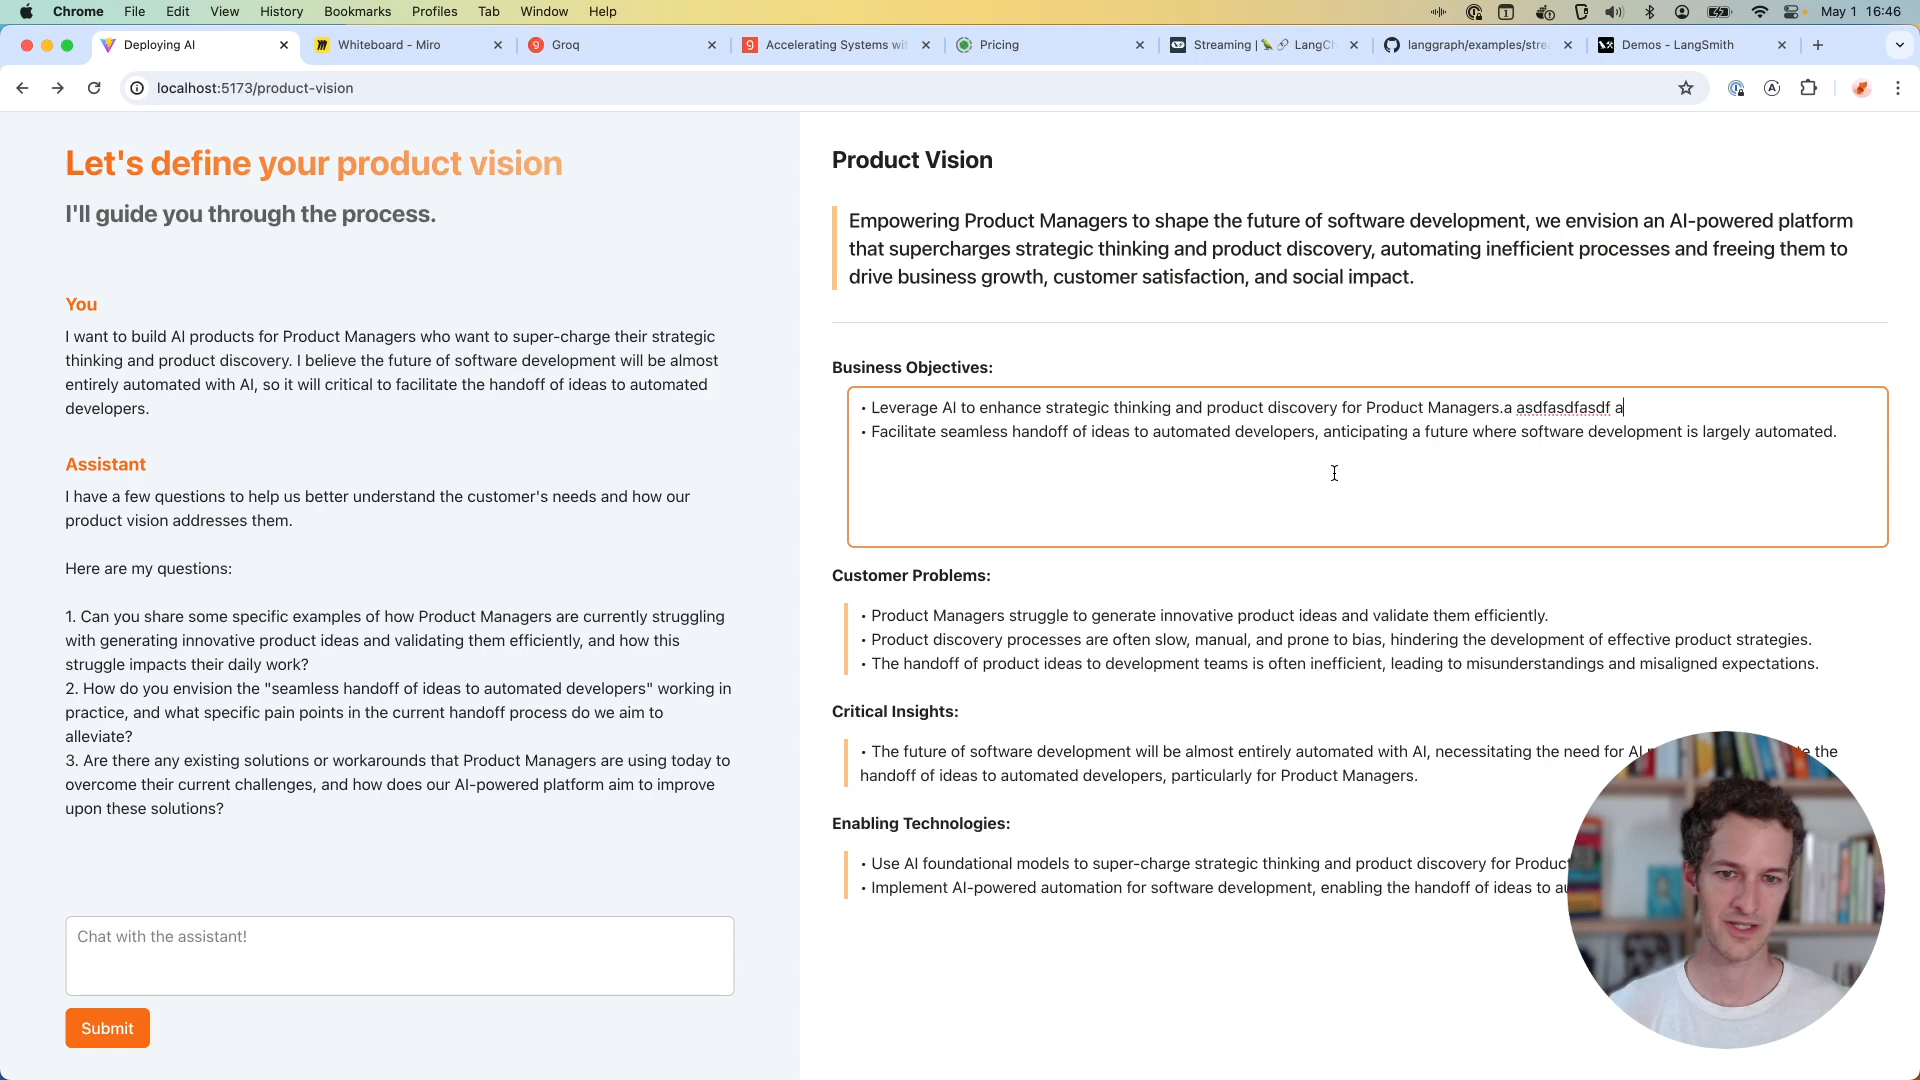 Chrome File Edit View History Bookmarks Profiles Tab Window Help May 1 16:46
Deploying AI Whiteboard - Miro Groq Accelerating Systems wit Pricing Streaming | LangCh langgraph/examples/strea Demos - LangSmith
localhost:5173/product-vision
Let's define your product vision
I'll guide you through the process.
You
I want to build AI products for Product Managers who want to super-charge their strategic
thinking and product discovery. I believe the future of software development will be almost
entirely automated with AI, so it will critical to facilitate the handoff of ideas to automated
developers.
Assistant
I have a few questions to help us better understand the customer's needs and how our
product vision addresses them.
Here are my questions:
1. Can you share some specific examples of how Product Managers are currently struggling
with generating innovative product ideas and validating them efficiently, and how this
struggle impacts their daily work?
2. How do you envision the "seamless handoff of ideas to automated developers" working in
practice, and what specific pain points in the current handoff process do we aim to
alleviate?
3. Are there any existing solutions or workarounds that Product Managers are using today to
overcome their current challenges, and how does our AI-powered platform aim to improve
upon these solutions?
Chat with the assistant!
Submit
Product Vision
Empowering Product Managers to shape the future of software development, we envision an AI-powered platform
that supercharges strategic thinking and product discovery, automating inefficient processes and freeing them to
drive business growth, customer satisfaction, and social impact.
Business Objectives:
• Leverage AI to enhance strategic thinking and product discovery for Product Managers.a asdfasdfasdf a
• Facilitate seamless handoff of ideas to automated developers, anticipating a future where software development is largely automated.
Customer Problems:
• Product Managers struggle to generate innovative product ideas and validate them efficiently.
• Product discovery processes are often slow, manual, and prone to bias, hindering the development of effective product strategies.
• The handoff of product ideas to development teams is often inefficient, leading to misunderstandings and misaligned expectations.
Critical Insights:
• The future of software development will be almost entirely automated with AI, necessitating the need for AI the
handoff of ideas to automated developers, particularly for Product Managers.
Enabling Technologies:
• Use AI foundational models to super-charge strategic thinking and product discovery for Product
• Implement AI-powered automation for software development, enabling the handoff of ideas to